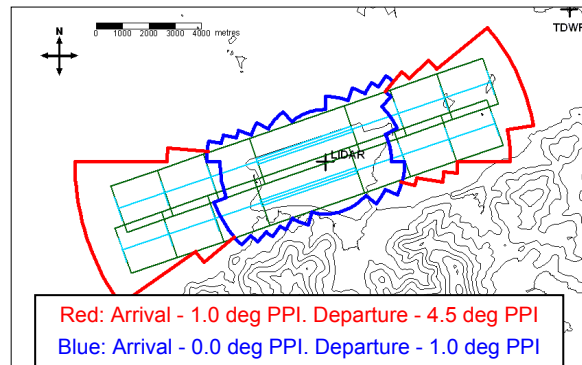 N
0 1000 2000 3000 4000 metres
TDWR
LIDAR
Red: Arrival - 1.0 deg PPI. Departure - 4.5 deg PPI
Blue: Arrival - 0.0 deg PPI. Departure - 1.0 deg PPI